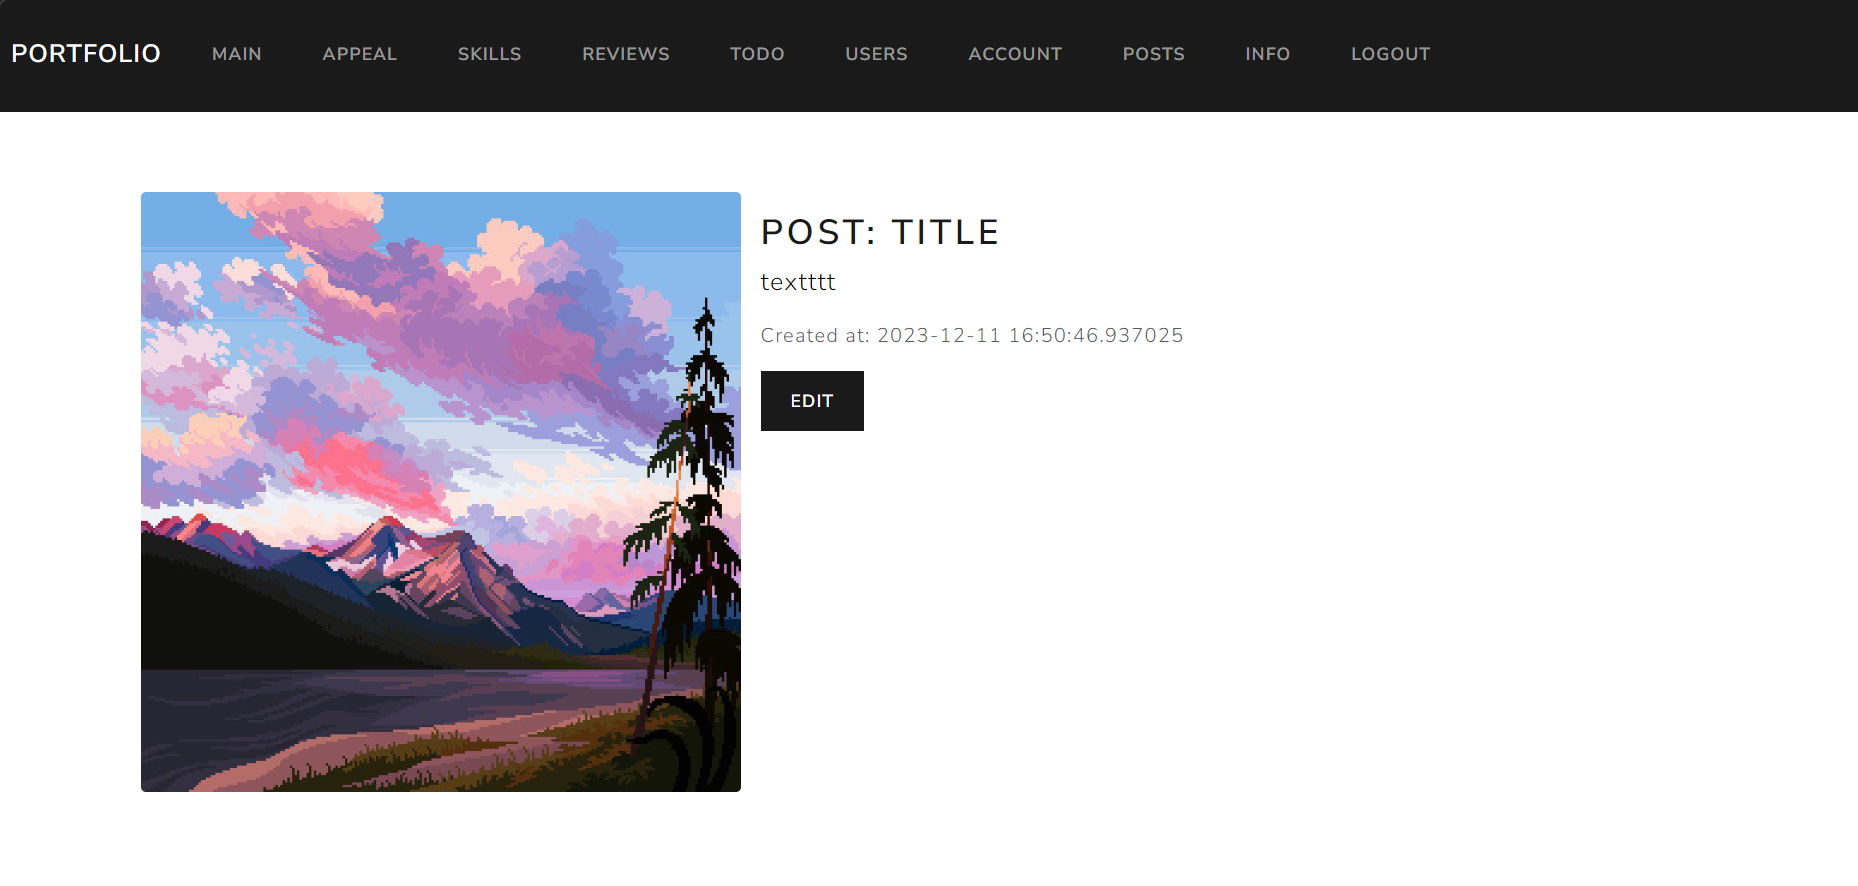 PORTFOLIO MAIN APPEAL SKILLS REVIEWS TODO USERS ACCOUNT POSTS INFO LOGOUT
POST: TITLE
textttt
Created at: 2023-12-11 16:50:46.937025
EDIT